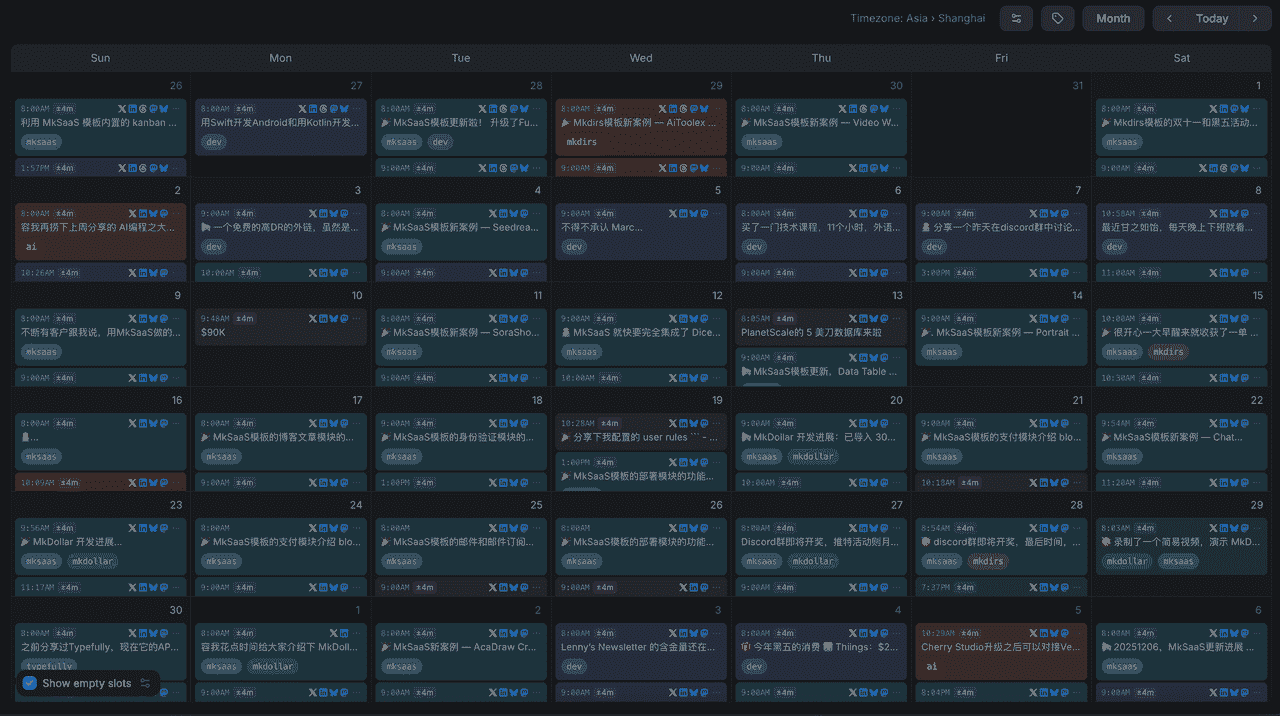 Timezone: Asia › Shanghai
Month
Today
Sun Mon Tue Wed Thu Fri Sat
26 27 28 29 30 31 1
8:00AM ±4m
利用 MkSaaS 模板内置的 kanban ...
mksaas
1:57PM ±4m
8:00AM ±4m
用Swift开发Android和用Kotlin开发...
dev
8:00AM ±4m
MkSaaS模板更新啦! 升级了Fu...
mksaas dev
9:00AM ±4m
8:00AM ±4m
Mkdirs模板新案例 — AiToolex ...
mkdirs
9:00AM ±4m
8:00AM ±4m
MkSaaS模板新案例 — Video W...
mksaas
9:00AM ±4m
8:00AM ±4m
Mkdirs模板的双十一和黑五活动...
mksaas
9:00AM ±4m
2 3 4 5 6 7 8
8:00AM ±4m
容我再捞下上周分享的 AI编程之大 ...
ai
10:26AM ±4m
9:00AM ±4m
一个免费的高DR的外链，虽然是...
dev
10:00AM ±4m
8:00AM ±4m
MkSaaS模板新案例 — Seedrea...
mksaas
9:00AM ±4m
9:00AM ±4m
不得不承认 Marc...
dev
8:00AM ±4m
买了一门技术课程，11个小时，外语...
dev
9:00AM ±4m
9:00AM ±4m
分享一个昨天在discord群中讨论...
dev
3:00PM ±4m
10:58AM ±4m
最近甘之如饴，每天晚上下班就看...
dev
11:00AM ±4m
9 10 11 12 13 14 15
8:00AM ±4m
不断有客户跟我说，用MkSaaS做的...
mksaas
9:00AM ±4m
9:48AM ±4m
$90K
8:00AM ±4m
MkSaaS模板新案例 — SoraSho...
mksaas
9:00AM ±4m
9:00AM ±4m
MkSaaS 就快要完全集成了 Dice...
mksaas
10:00AM ±4m
8:05AM ±4m
PlanetScale的 5 美刀数据库来啦
9:00AM ±4m
MkSaaS模板更新，Data Table ...
8:00AM ±4m
MkSaaS模板新案例 — Portrait ...
mksaas
10:00AM ±4m
很开心一大早醒来就收获了一单 ...
mksaas mkdirs
10:30AM ±4m
16 17 18 19 20 21 22
8:00AM ±4m
...
mksaas
10:09AM ±4m
8:00AM ±4m
MkSaaS模板的博客文章模块的...
mksaas
9:00AM ±4m
9:00AM ±4m
MkSaaS模板的身份验证模块的...
mksaas
1:00PM ±4m
10:28AM ±4m
分享下我配置的 user rules ``` - ...
1:00PM ±4m
MkSaaS模板的部署模块的功能...
9:00AM ±4m
MkDollar 开发进展：已导入 30...
mksaas mkdollar
10:00AM ±4m
9:00AM ±4m
MkSaaS模板的支付模块介绍 blo...
mksaas
10:18AM ±4m
9:54AM ±4m
MkSaaS模板新案例 — Chat...
mksaas
11:20AM ±4m
23 24 25 26 27 28 29
9:56AM ±4m
MkDollar 开发进展...
mksaas mkdollar
11:17AM ±4m
8:00AM
MkSaaS模板的支付模块介绍 blo...
mksaas
9:00AM ±4m
8:00AM
MkSaaS模板的邮件和邮件订阅...
mksaas
9:00AM ±4m
8:00AM
MkSaaS模板的部署模块的功能...
mksaas
9:00AM ±4m
8:00AM ±4m
Discord群即将开奖，推特活动则月...
mksaas mkdollar
9:00AM ±4m
8:54AM ±4m
discord群即将开奖，最后时间，...
mksaas mkdirs
7:37PM ±4m
8:03AM ±4m
录制了一个简易视频，演示 MkD...
mkdollar mksaas
30 1 2 3 4 5 6
8:00AM ±4m
之前分享过Typefully，现在它的AP...
typefully
8:00AM ±4m
容我花点时间给大家介绍下 MkDoll...
mksaas mkdollar
9:00AM ±4m
8:00AM ±4m
MkSaaS新案例 — AcaDraw Cr...
mksaas
9:00AM ±4m
8:00AM ±4m
Lenny's Newsletter 的含金量还在...
dev
9:00AM ±4m
8:00AM ±4m
今年黑五的消费 Things：$2...
dev
9:00AM ±4m
10:29AM ±4m
Cherry Studio升级之后可以对接Ve...
ai
8:04PM ±4m
8:00AM ±4m
20251206，MkSaaS更新进展 ...
mksaas
9:00AM ±4m
Show empty slots